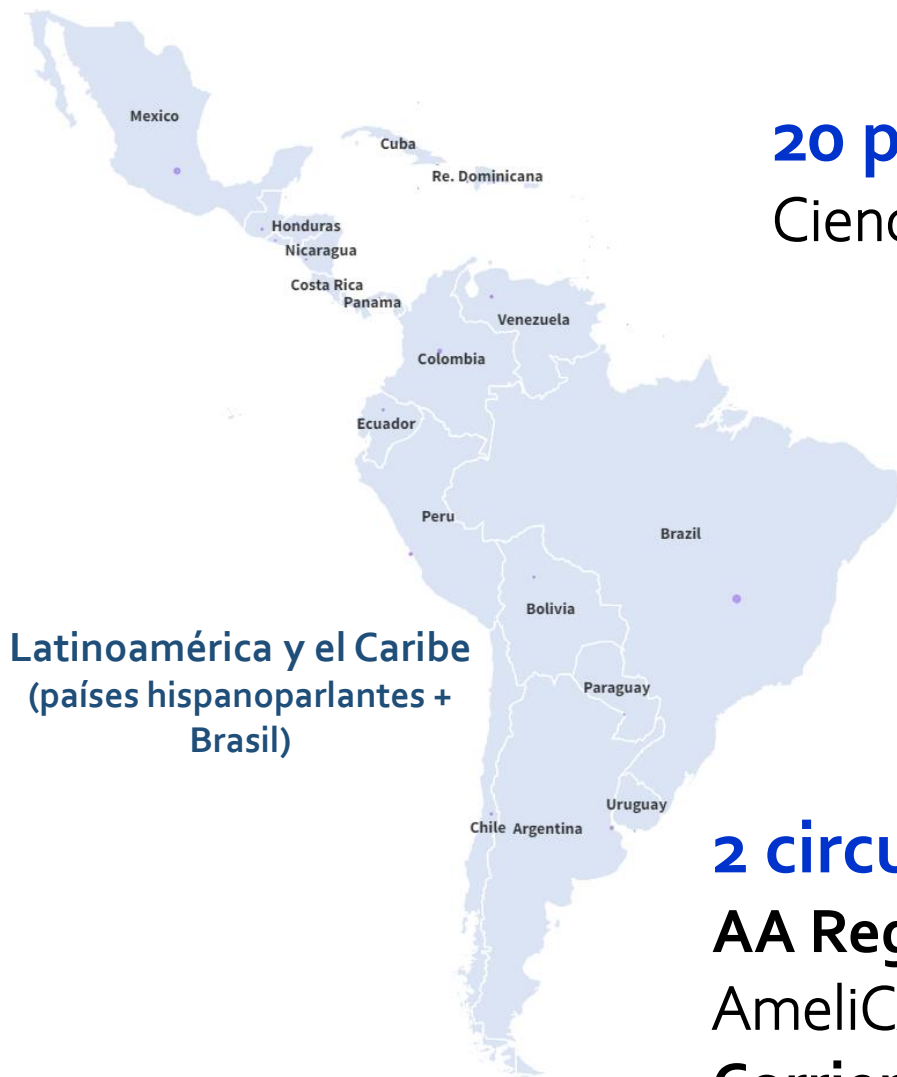 Mexico
Cuba
Re. Dominicana
Honduras
Nicaragua
Costa Rica
Panama
Venezuela
Colombia
Ecuador
Peru
Brazil
Bolivia
Paraguay
Uruguay
Chile
Argentina
Latinoamérica y el Caribe
(países hispanoparlantes +
Brasil)
20 p
Cienc
2 circu
AA Reg
AmeliC